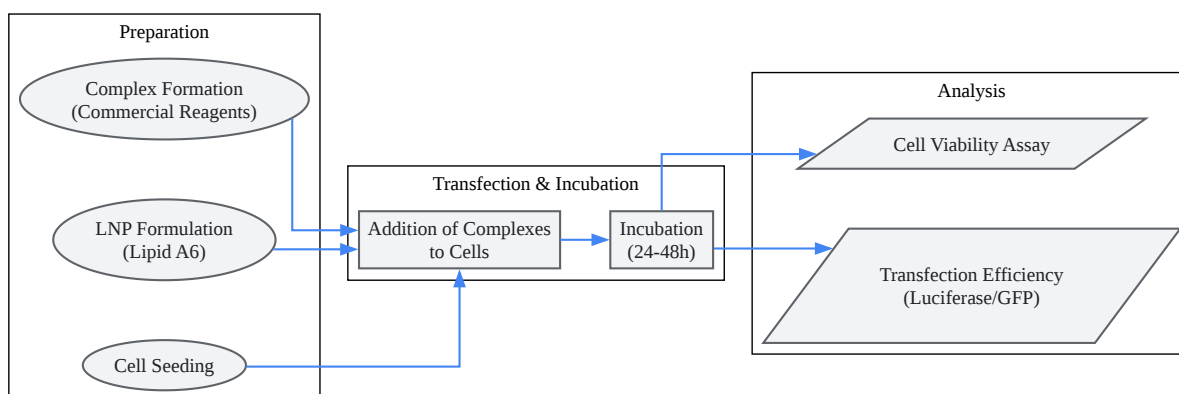 Preparation
Complex Formation
(Commercial Reagents)
LNP Formulation
(Lipid A6)
Cell Seeding
Transfection & Incubation
Addition of Complexes
to Cells
Incubation
(24-48h)
Analysis
Cell Viability Assay
Transfection Efficiency
(Luciferase/GFP)